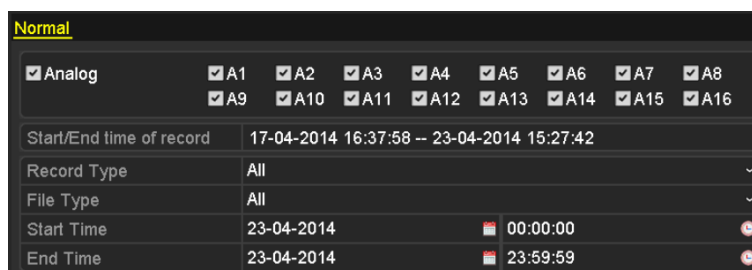 Normal
Analog A1 A2 A3 A4 A5 A6 A7 A8
A9 A10 A11 A12 A13 A14 A15 A16
Start/End time of record 17-04-2014 16:37:58 -- 23-04-2014 15:27:42
Record Type All
File Type All
Start Time 23-04-2014 00:00:00
End Time 23-04-2014 23:59:59